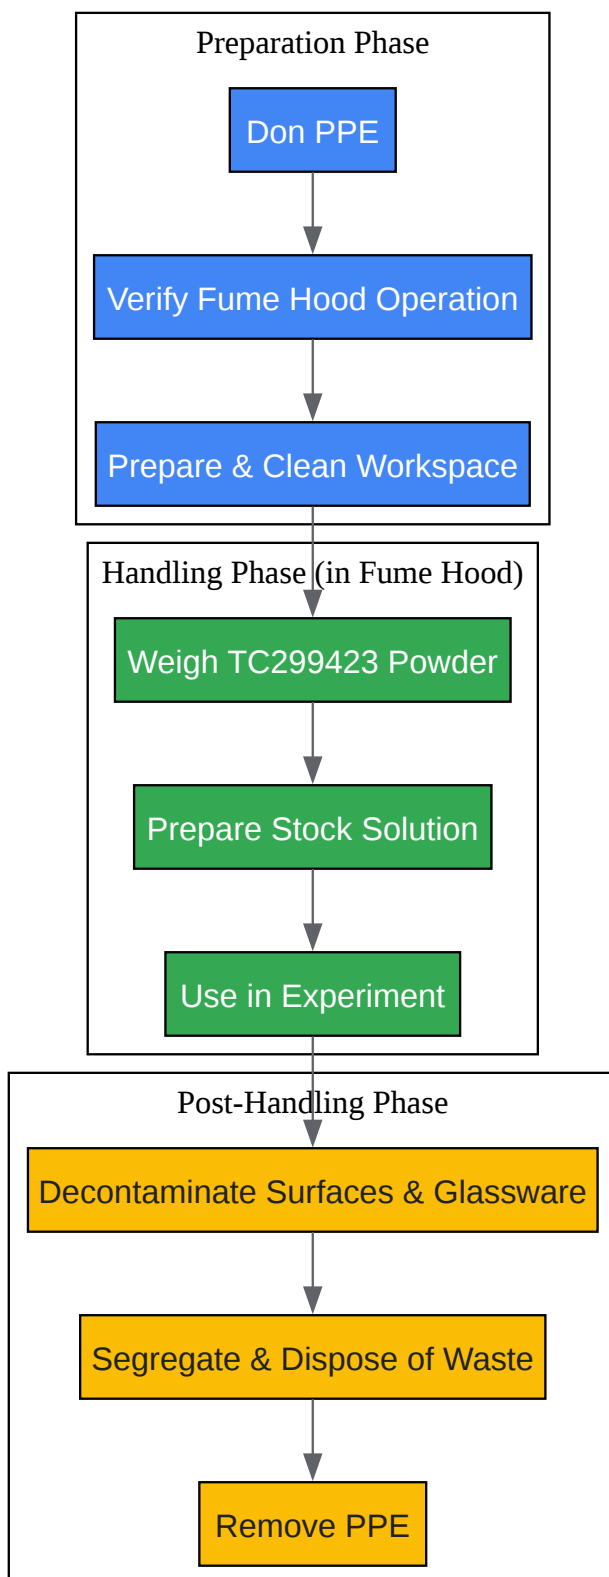 Preparation Phase
Don PPE
Verify Fume Hood Operation
Prepare & Clean Workspace
Handling Phase (in Fume Hood)
Weigh TC299423 Powder
Prepare Stock Solution
Use in Experiment
Post-Handling Phase
Decontaminate Surfaces & Glassware
Segregate & Dispose of Waste
Remove PPE